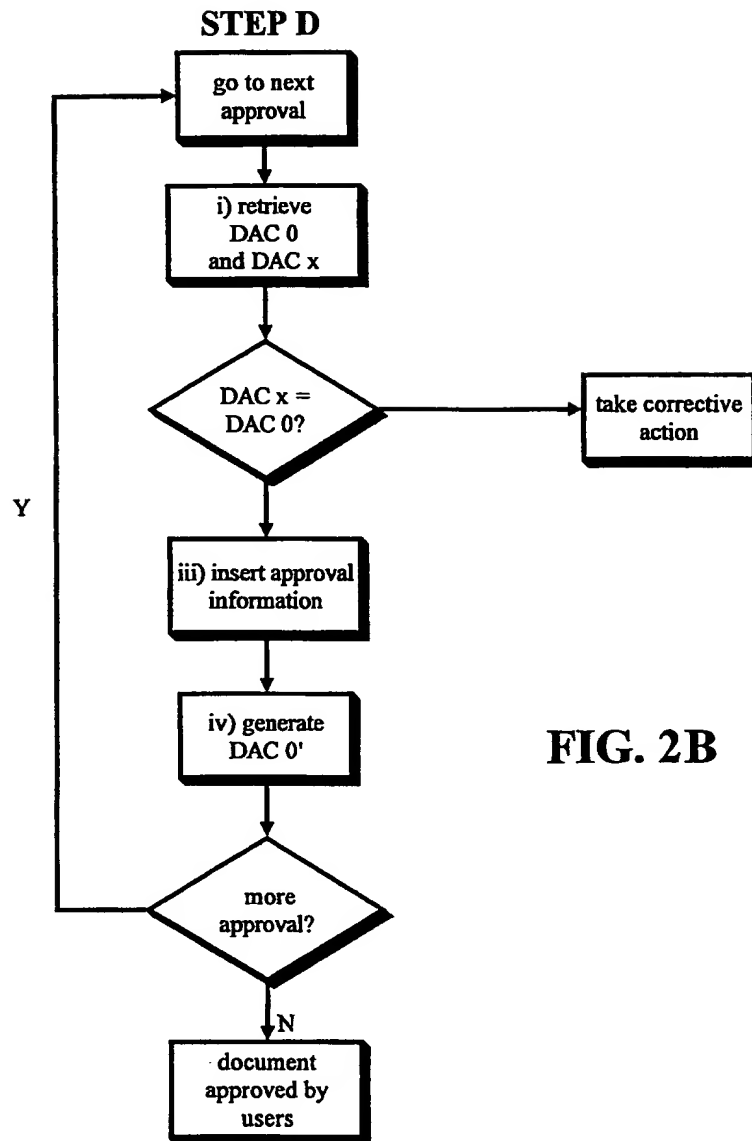 STEP D
go to next
approval
i) retrieve
DAC 0
and DAC x
DAC x =
DAC 0?
take corrective
action
Y
iii) insert approval
information
iv) generate
DAC 0'
FIG. 2B
more
approval?
N
document
approved by
users